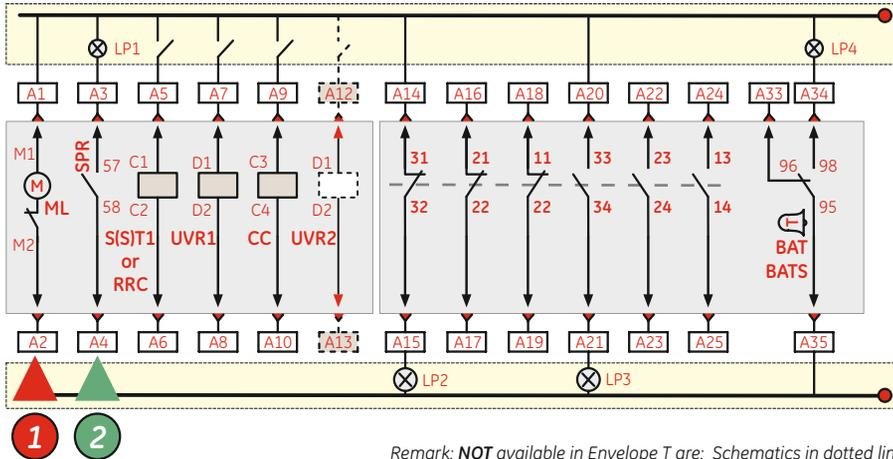 LP1
LP4
A1 A3 A5 A7 A9 A12 A14 A16 A18 A20 A22 A24 A33 A34
M1 SPR 57 C1 D1 C3 D1 31 21 11 33 23 13 96 98
M ML
58 C2 D2 C4 D2 32 22 22 34 24 14 95
M2
S(S)T1 UVR1 CC UVR2
or
RRC
T
BAT
BATS
A2 A4 A6 A8 A10 A13 A15 A17 A19 A21 A23 A25 A35
LP2 LP3
1 2
Remark: NOT available in Envelope T are: Schematics in dotted lin